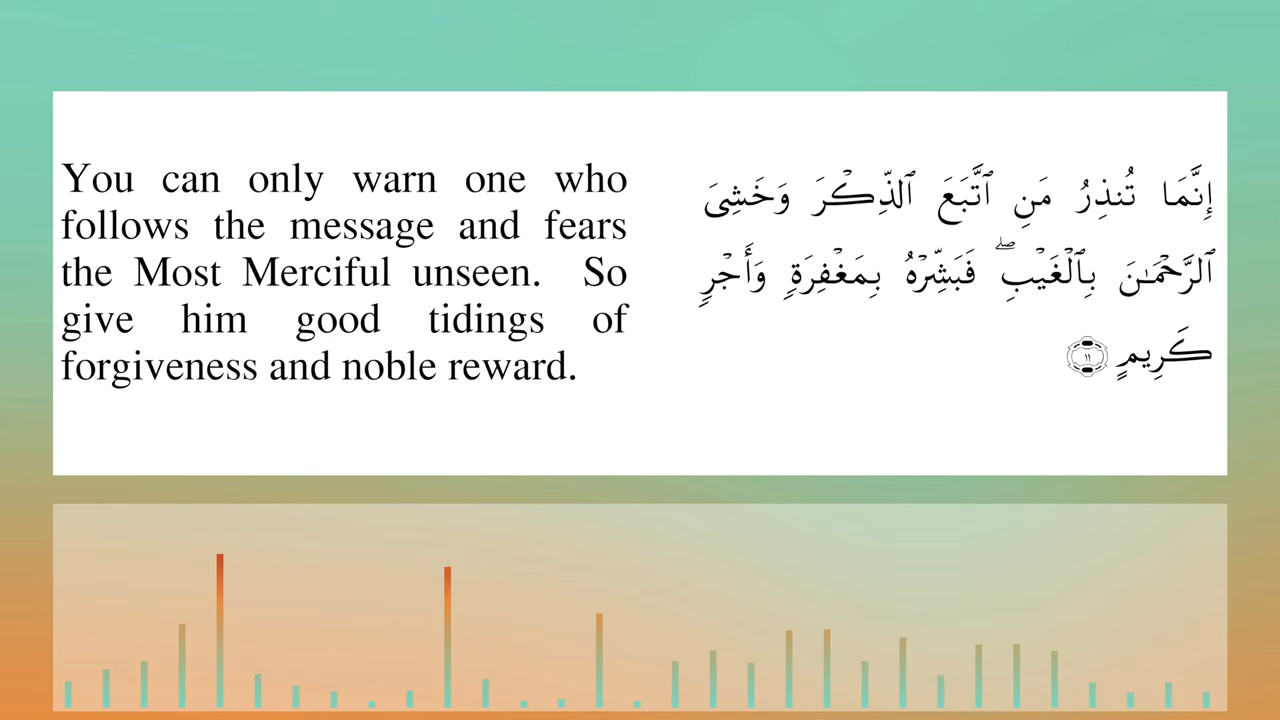 You can only warn one who
follows the message and fears
the Most Merciful unseen.  So
give him good tidings of
forgiveness and noble reward.
إِنَّمَا تُنذِرُ مَنِ ٱتَّبَعَ ٱلذِّكْرَ وَخَشِىَ
ٱلرَّحْمَـٰنَ بِٱلْغَيْبِ ۖ فَبَشِّرْهُ بِمَغْفِرَةٍ وَأَجْرٍ
كَرِيمٍ ١١